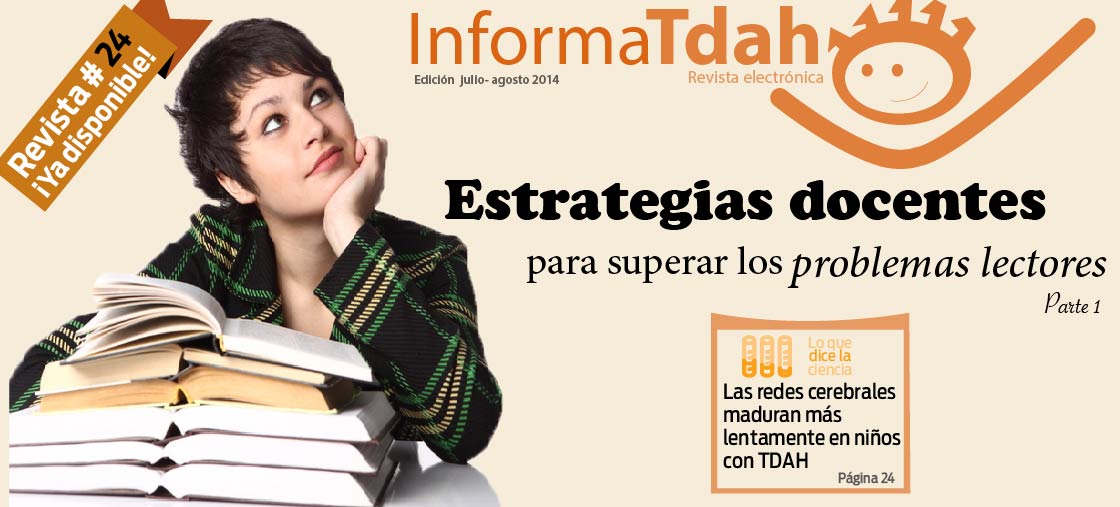 Revista # 24
¡Ya disponible!
InformaTdah
Edición julio- agosto 2014
Revista electrónica
Estrategias docentes
para superar los problemas lectores
Parte 1
Lo que
dice la
ciencia
Las redes cerebrales
maduran más
lentamente en niños
con TDAH
Página 24